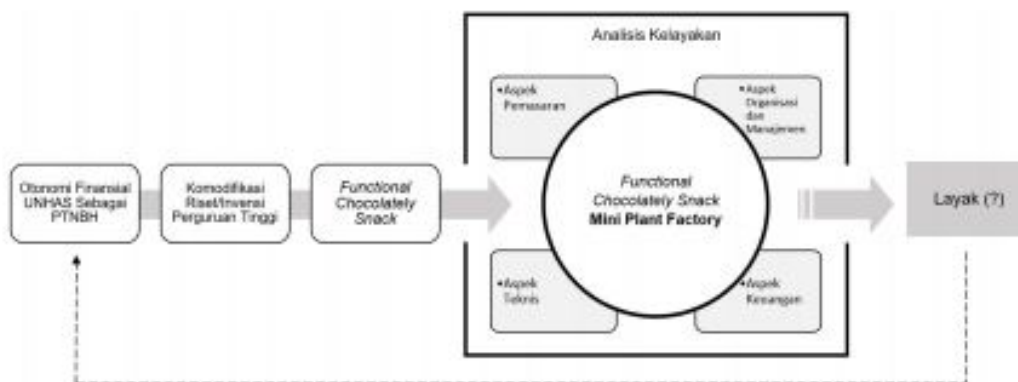 Analisis Kelayakan
•Aspek
Pemasaran
•Aspek
Organisasi
dan
Manajemen
Otonomi Finansial
UNHAS Sebagai
PTNBH
Komodifikasi
Riset/Invensi
Perguruan Tinggi
Functional
Chocolately
Snack
Functional
Chocolately Snack
Mini Plant Factory
Layak (?)
•Aspek
Teknis
•Aspek
Keuangan